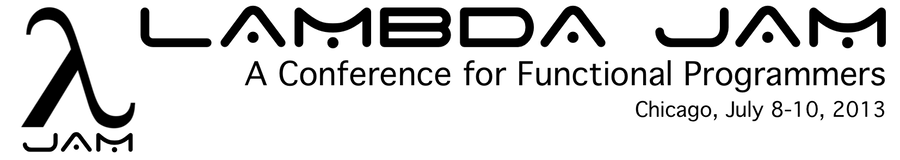 λ
JAM
LAMBDA JAM
A Conference for Functional Programmers
Chicago, July 8-10, 2013